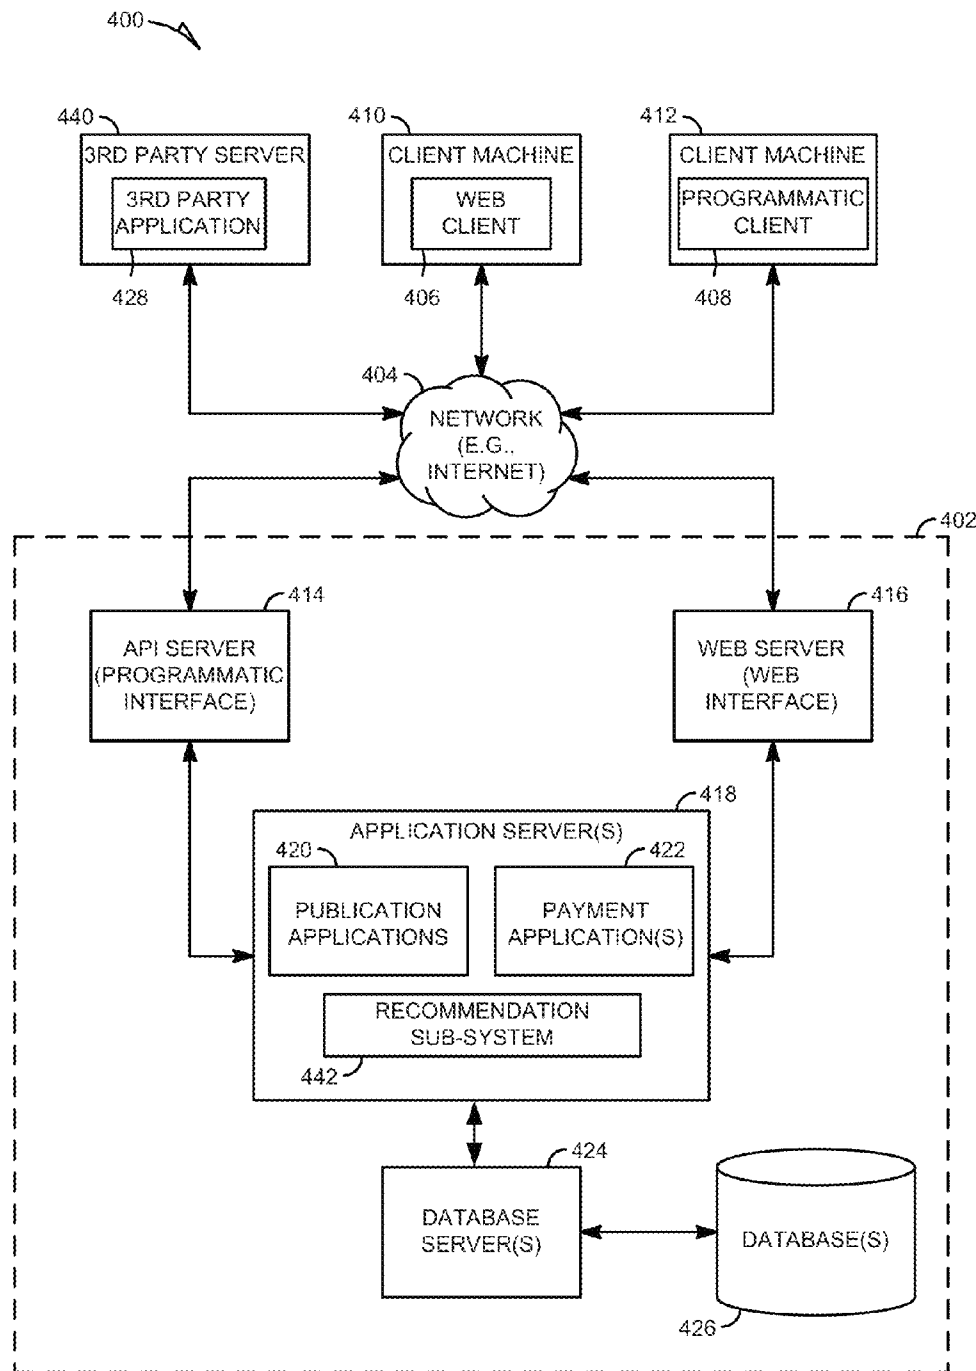 400
440
3RD PARTY SERVER
3RD PARTY
APPLICATION
428
410
CLIENT MACHINE
WEB
CLIENT
406
412
CLIENT MACHINE
PROGRAMMATIC
CLIENT
408
404
NETWORK
(E.G..
INTERNET)
402
414
API SERVER
(PROGRAMMATIC
INTERFACE)
416
WEB SERVER
(WEB
INTERFACE)
418
APPLICATION SERVER(S)
420
PUBLICATION
APPLICATIONS
422
PAYMENT
APPLICATION(S)
RECOMMENDATION
SUB-SYSTEM
442
424
DATABASE
SERVER(S)
DATABASE(S)
426